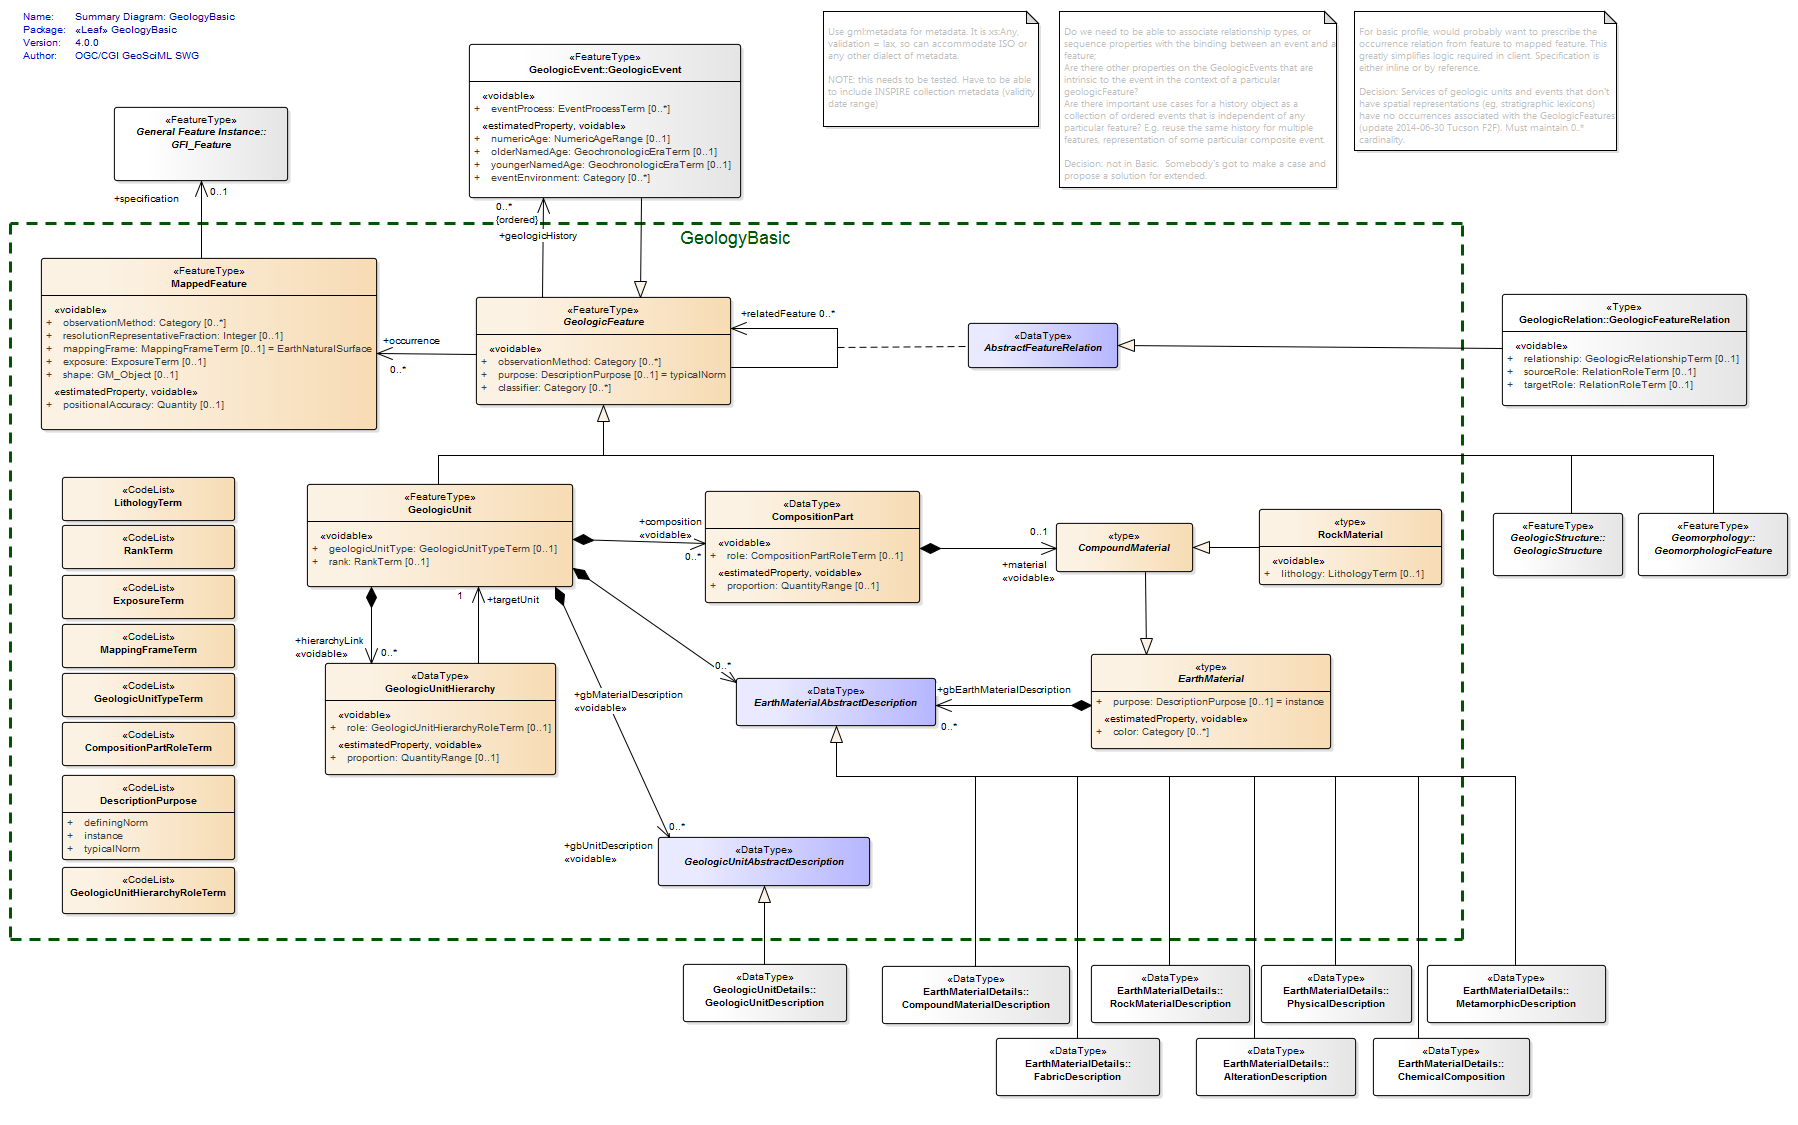 Name: Summary Diagram: GeologyBasic
Package: «Leaf» GeologyBasic
Version: 4.0.0
Author: OGC/CGI GeoSciML SWG
«FeatureType»
GeologicEvent::GeologicEvent
«voidable»
+ eventProcess: EventProcessTerm [0..*]
«estimatedProperty, voidable»
+ numericAge: NumericAgeRange [0..1]
+ olderNamedAge: GeochronologicEraTerm [0..1]
+ youngerNamedAge: GeochronologicEraTerm [0..1]
+ eventEnvironment: Category [0..*]
Use gml:metadata for metadata. It is xs:Any,
validation = lax, so can accommodate ISO or
any other dialect of metadata.
NOTE: this needs to be tested. Have to be able
to include INSPIRE collection metadata (validity
date range)
Do we need to be able to associate relationship types, or
sequence properties with the binding between an event and a
feature;
Are there other properties on the GeologicEvents that are
intrinsic to the event in the context of a particular
geologicFeature?
Are there important use cases for a history object as a
collection of ordered events that is independent of any
particular feature? E.g. reuse the same history for multiple
features, representation of some particular composite event.
Decision: not in Basic. Somebody's got to make a case and
propose a solution for extended.
For basic profile, would probably want to prescribe the
occurrence relation from feature to mapped feature. This
greatly simplifies logic required in client. Specification is
either inline or by reference.
Decision: Services of geologic units and events that don't
have spatial representations (eg, stratigraphic lexicons)
have no occurrences associated with the GeologicFeatures
(update 2014-06-30 Tucson F2F). Must maintain 0..*
cardinality.
«FeatureType»
General Feature Instance::
GFI_Feature
+specification
0..1
0..*
{ordered}
+geologicHistory
GeologyBasic
«FeatureType»
MappedFeature
«voidable»
+ observationMethod: Category [0..*]
+ resolutionRepresentativeFraction: Integer [0..1]
+ mappingFrame: MappingFrameTerm [0..1] = EarthNaturalSurface
+ exposure: ExposureTerm [0..1]
+ shape: GM_Object [0..1]
«estimatedProperty, voidable»
+ positionalAccuracy: Quantity [0..1]
+occurrence
0..*
«FeatureType»
GeologicFeature
«voidable»
+ observationMethod: Category [0..*]
+ purpose: DescriptionPurpose [0..1] = typicalNorm
+ classifier: Category [0..*]
+relatedFeature 0..*
«DataType»
AbstractFeatureRelation
«Type»
GeologicRelation::GeologicFeatureRelation
«voidable»
+ relationship: GeologicRelationshipTerm [0..1]
+ sourceRole: RelationRoleTerm [0..1]
+ targetRole: RelationRoleTerm [0..1]
«CodeList»
LithologyTerm
«CodeList»
RankTerm
«CodeList»
ExposureTerm
«CodeList»
MappingFrameTerm
«CodeList»
GeologicUnitTypeTerm
«CodeList»
CompositionPartRoleTerm
«CodeList»
DescriptionPurpose
+ definingNorm
+ instance
+ typicalNorm
«CodeList»
GeologicUnitHierarchyRoleTerm
«FeatureType»
GeologicUnit
«voidable»
+ geologicUnitType: GeologicUnitTypeTerm [0..1]
+ rank: RankTerm [0..1]
+composition
«voidable»
0..*
«DataType»
CompositionPart
«voidable»
+ role: CompositionPartRoleTerm [0..1]
«estimatedProperty, voidable»
+ proportion: QuantityRange [0..1]
0..1
+material
«voidable»
«type»
CompoundMaterial
«type»
RockMaterial
«voidable»
+ lithology: LithologyTerm [0..1]
«FeatureType»
GeologicStructure::
GeologicStructure
«FeatureType»
Geomorphology::
GeomorphologicFeature
1
+targetUnit
+hierarchyLink
«voidable»
0..*
«DataType»
GeologicUnitHierarchy
«voidable»
+ role: GeologicUnitHierarchyRoleTerm [0..1]
«estimatedProperty, voidable»
+ proportion: QuantityRange [0..1]
+gbMaterialDescription
«voidable»
0..*
«DataType»
EarthMaterialAbstractDescription
+gbEarthMaterialDescription
0..*
«type»
EarthMaterial
+ purpose: DescriptionPurpose [0..1] = instance
«estimatedProperty, voidable»
+ color: Category [0..*]
+gbUnitDescription
«voidable»
0..*
«DataType»
GeologicUnitAbstractDescription
«DataType»
GeologicUnitDetails::
GeologicUnitDescription
«DataType»
EarthMaterialDetails::
CompoundMaterialDescription
«DataType»
EarthMaterialDetails::
RockMaterialDescription
«DataType»
EarthMaterialDetails::
PhysicalDescription
«DataType»
EarthMaterialDetails::
MetamorphicDescription
«DataType»
EarthMaterialDetails::
FabricDescription
«DataType»
EarthMaterialDetails::
AlterationDescription
«DataType»
EarthMaterialDetails::
ChemicalComposition